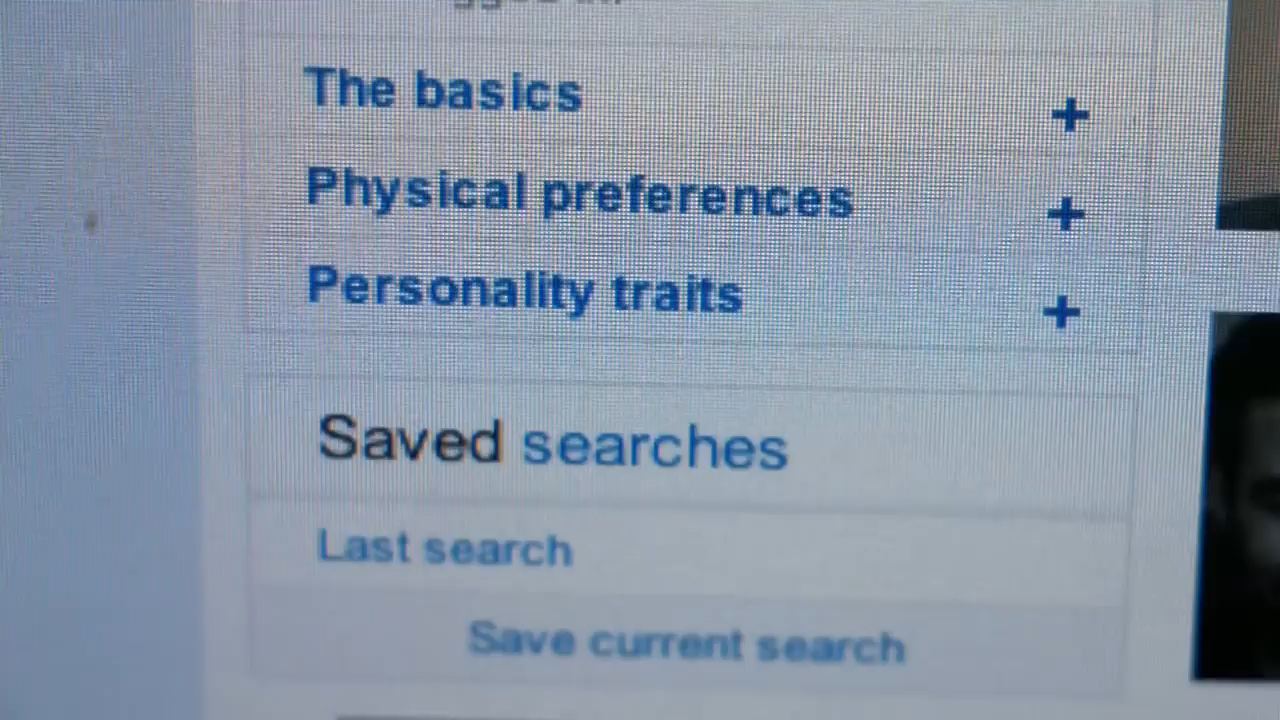 The basics +
Physical preferences +
Personality traits +
Saved searches
Last search
Save current search